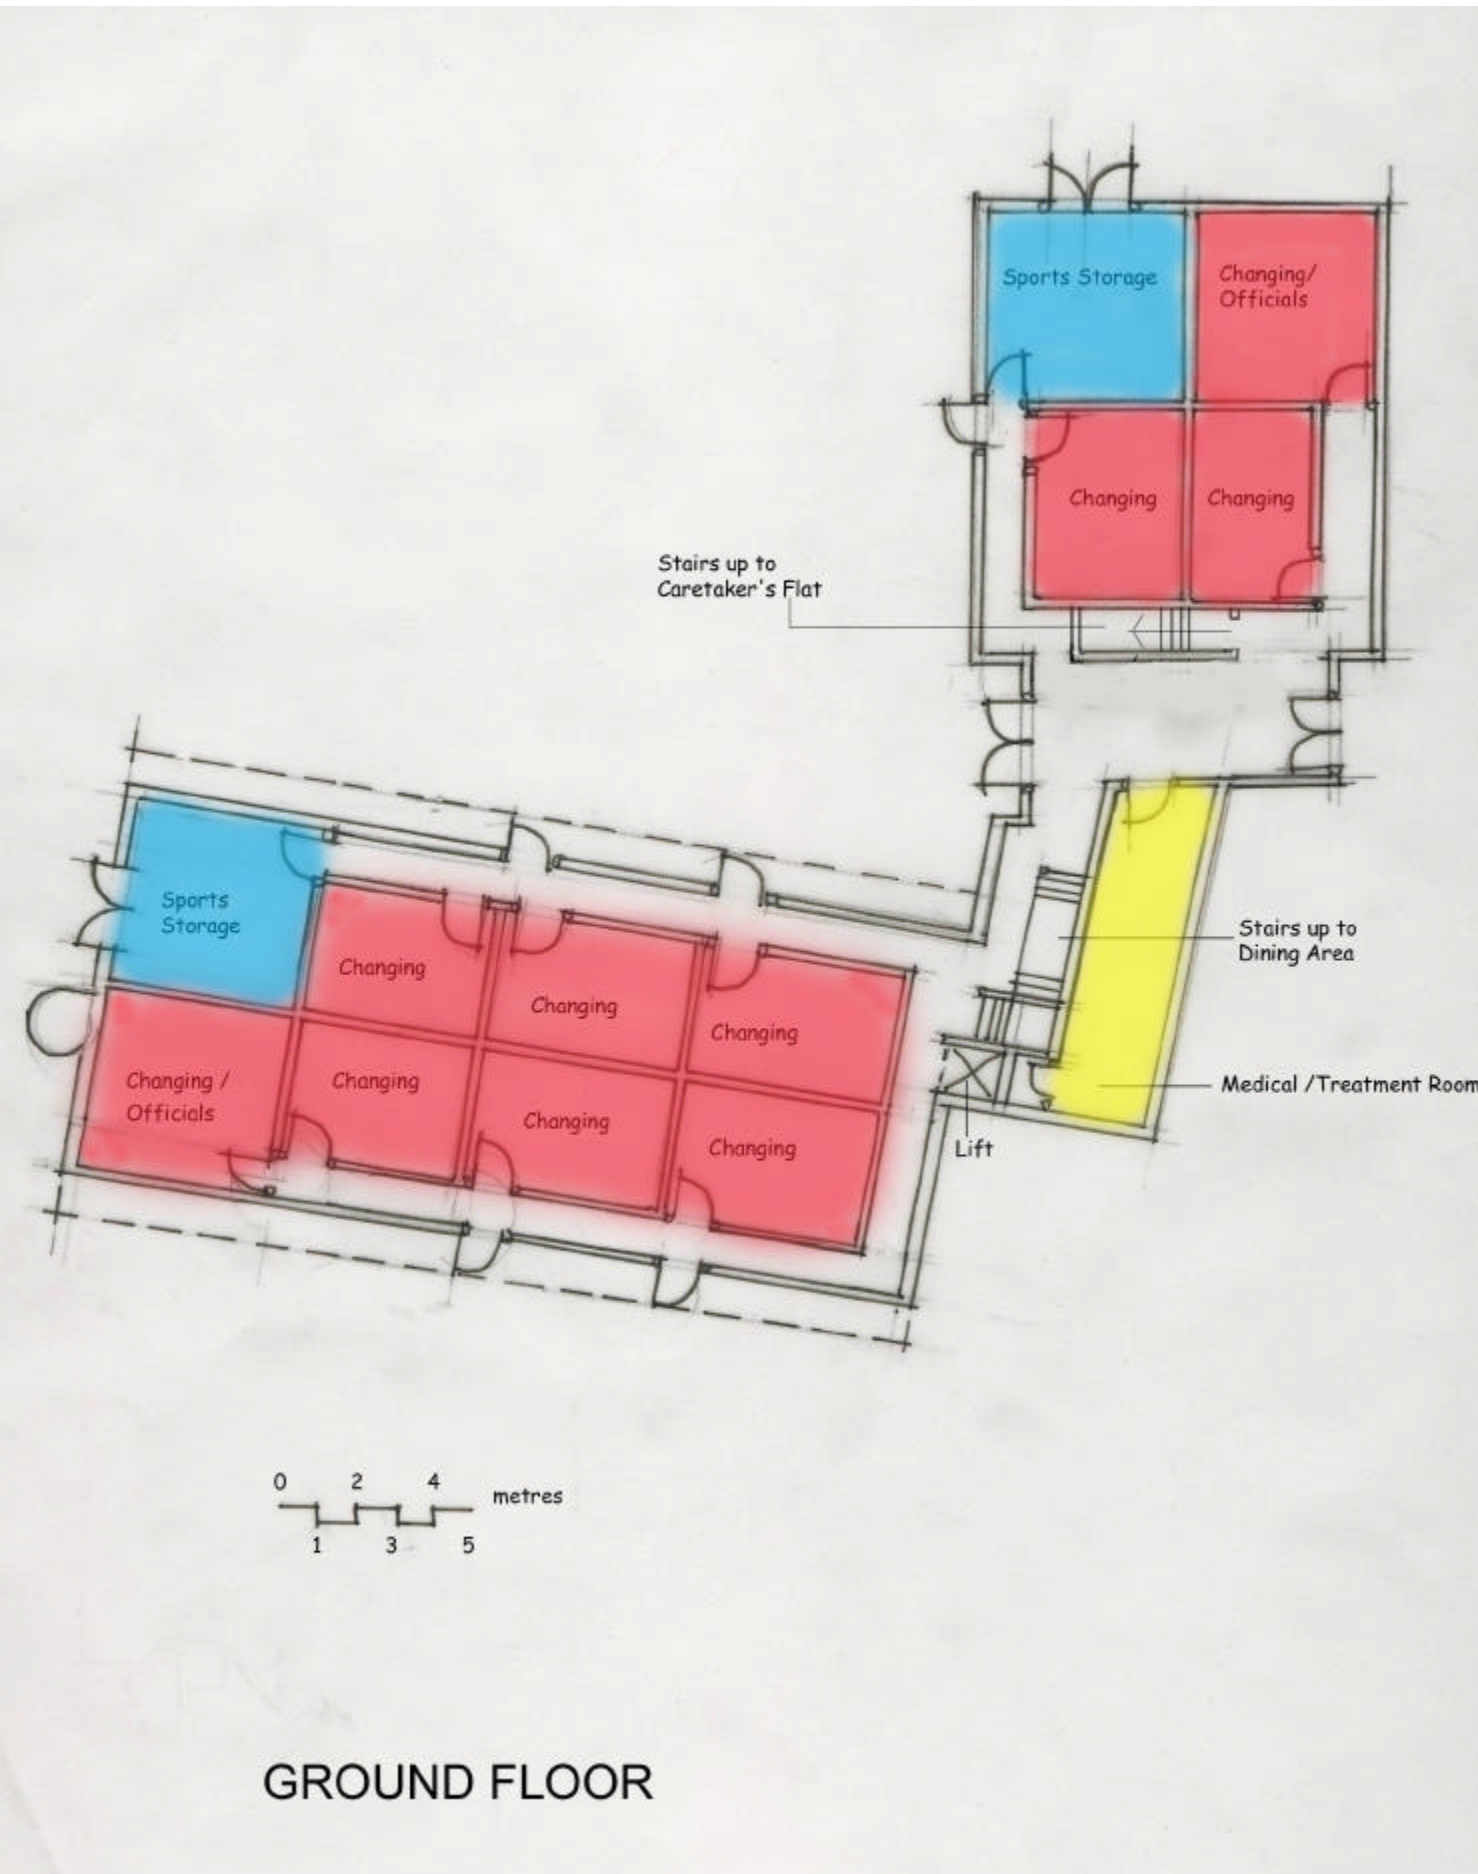 Sports Storage
Changing/
Officials
Changing
Changing
Stairs up to
Caretaker's Flat
Sports
Storage
Changing
Changing
Changing
Stairs up to
Dining Area
Changing /
Officials
Changing
Changing
Changing
Medical /Treatment Room
Lift
0 2 4
metres
1 3 5
GROUND FLOOR